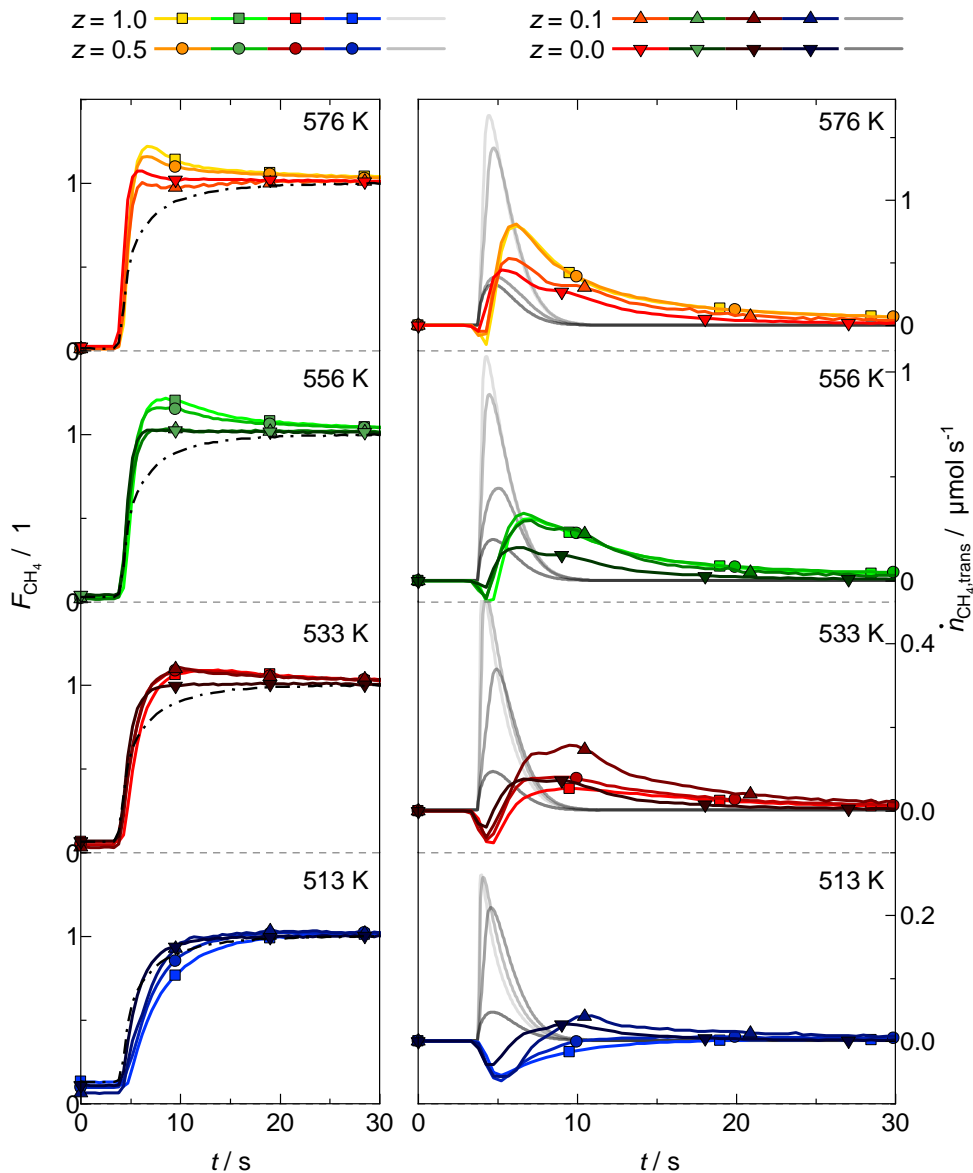 z = 1.0 z = 0.1
z = 0.5 z = 0.0
576 K 576 K
1 1
0 0
556 K 556 K
1 1
0 0
533 K 533 K
1 0.4
0 0.0
513 K 513 K
1 0.2
0 0.0
F_CH4 / 1
ṅ_CH4,trans / μmol s⁻¹
0 10 20 30 0 10 20 30
t / s t / s